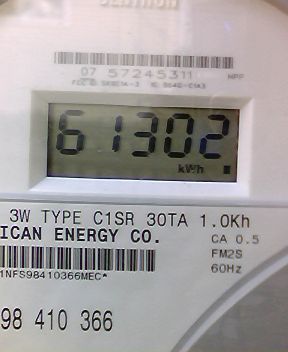 07 57245311 MPP
61302
kWh
3W TYPE C1SR 30TA 1.0Kh
ICAN ENERGY CO.
CA 0.5
FM2S
60Hz
1NFS98410366MEC*
98 410 366